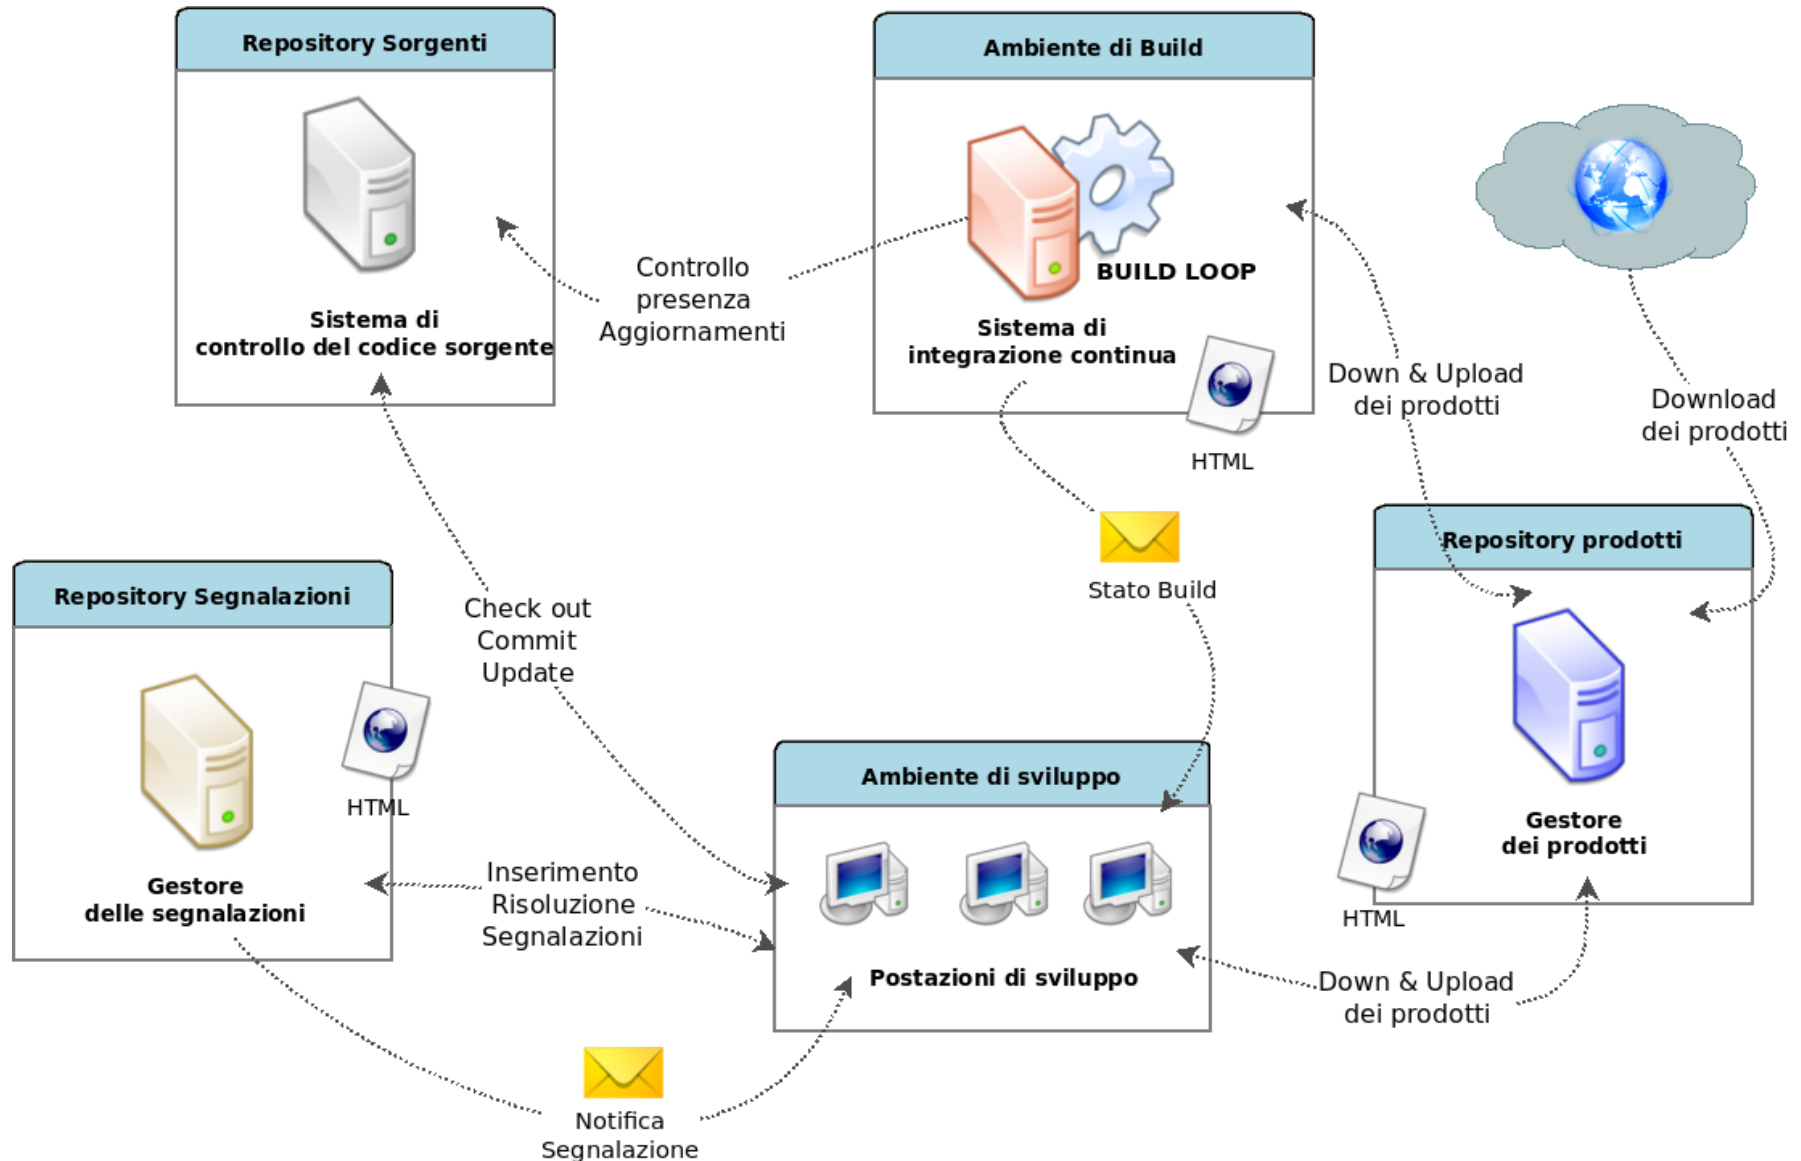 Repository Sorgenti
Sistema di
controllo del codice sorgente
Controllo
presenza
Aggiornamenti
Ambiente di Build
BUILD LOOP
Sistema di
integrazione continua
HTML
Down & Upload
dei prodotti
Download
dei prodotti
Stato Build
Repository prodotti
Gestore
dei prodotti
HTML
Repository Segnalazioni
Gestore
delle segnalazioni
HTML
Check out
Commit
Update
Inserimento
Risoluzione
Segnalazioni
Ambiente di sviluppo
Postazioni di sviluppo
Down & Upload
dei prodotti
Notifica
Segnalazione